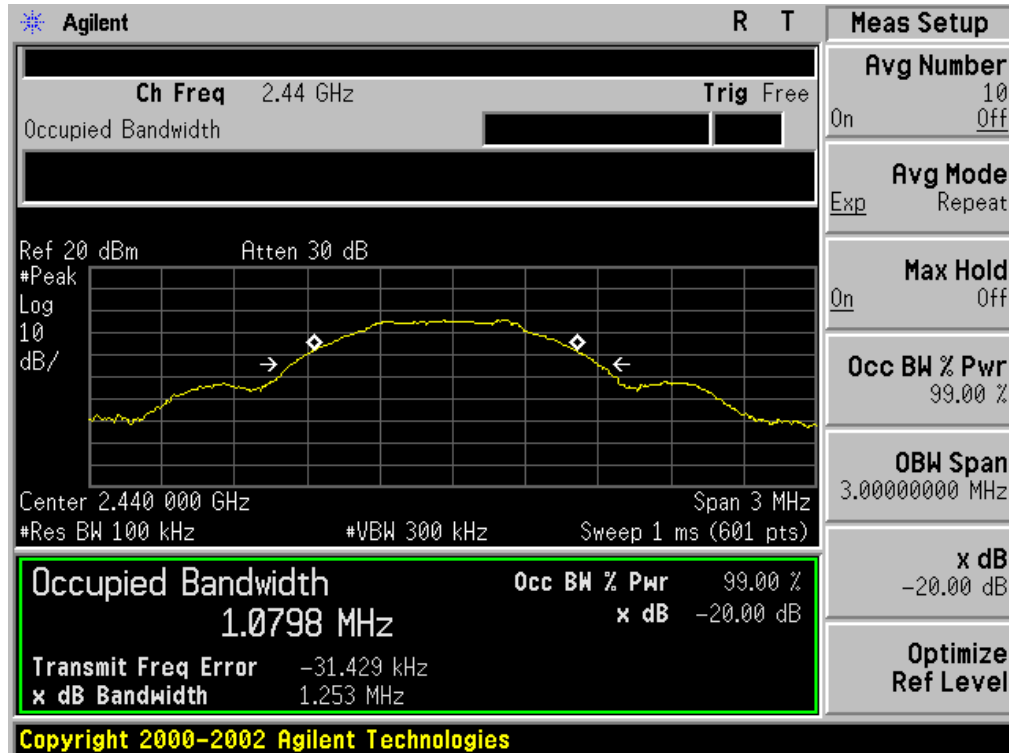 Agilent R T
Ch Freq 2.44 GHz Trig Free
Occupied Bandwidth
Ref 20 dBm Atten 30 dB
#Peak
Log
10
dB/
Center 2.440 000 GHz Span 3 MHz
#Res BW 100 kHz #VBW 300 kHz Sweep 1 ms (601 pts)
Occupied Bandwidth Occ BW % Pwr 99.00 %
1.0798 MHz x dB -20.00 dB
Transmit Freq Error -31.429 kHz
x dB Bandwidth 1.253 MHz
Copyright 2000-2002 Agilent Technologies
Meas Setup
Avg Number
10
On Off
Avg Mode
Exp Repeat
Max Hold
On Off
Occ BW % Pwr
99.00 %
OBW Span
3.00000000 MHz
x dB
-20.00 dB
Optimize
Ref Level